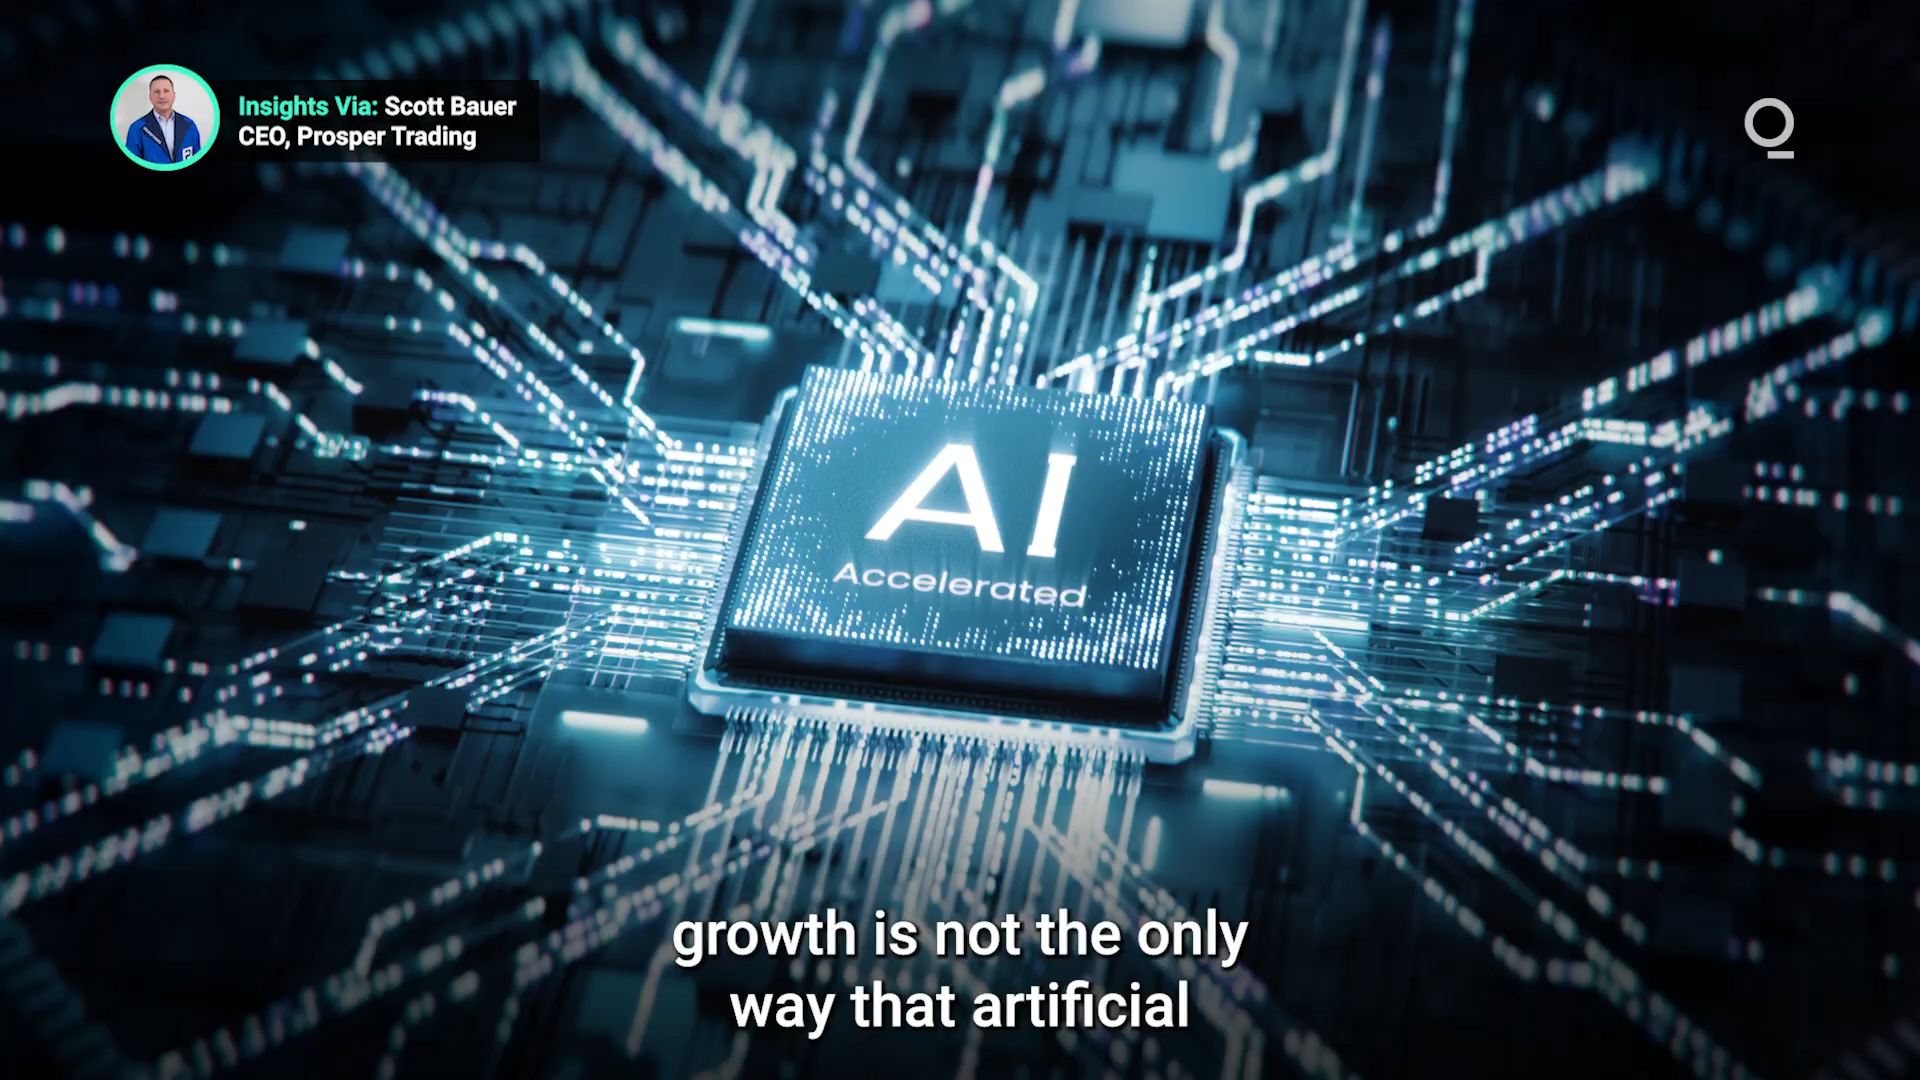 Insights Via: Scott Bauer
CEO, Prosper Trading
AI
Accelerated
growth is not the only
way that artificial